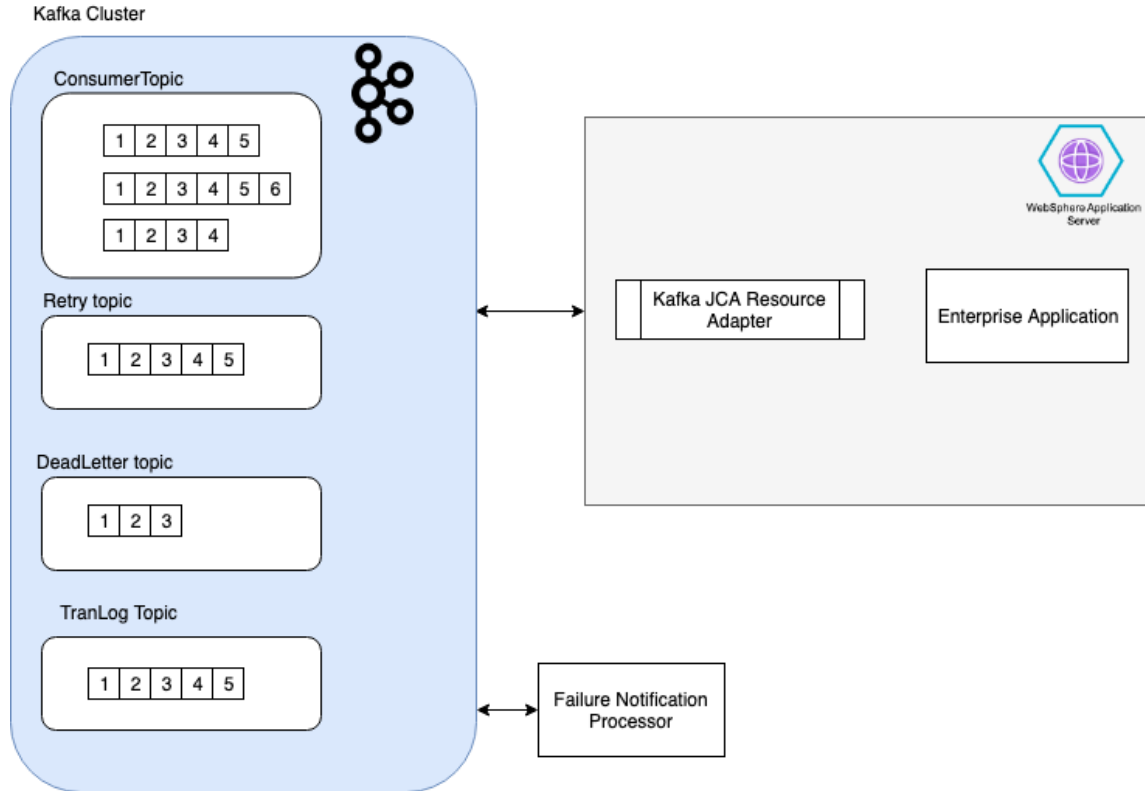 Kafka Cluster
ConsumerTopic
1 2 3 4 5
1 2 3 4 5 6
1 2 3 4
Retry topic
1 2 3 4 5
DeadLetter topic
1 2 3
TranLog Topic
1 2 3 4 5
WebSphere Application
Server
Kafka JCA Resource
Adapter
Enterprise Application
Failure Notification
Processor